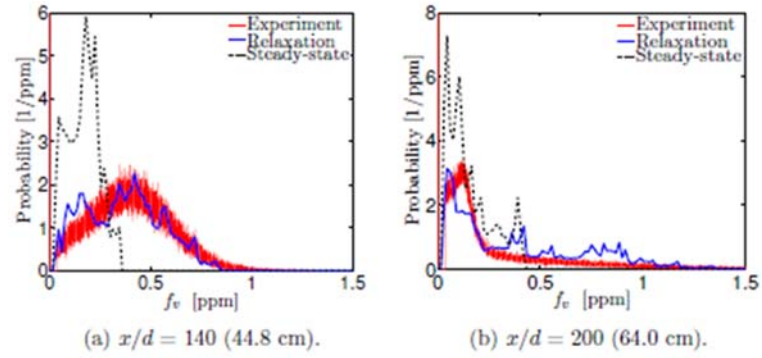 6
5
4
3
2
1
0
0 0.5 1 1.5
Probability [1/ppm]
f_v [ppm]
Experiment
Relaxation
Steady-state
(a) x/d = 140 (44.8 cm).
8
6
4
2
0
0 0.5 1 1.5
Probability [1/ppm]
f_v [ppm]
Experiment
Relaxation
Steady-state
(b) x/d = 200 (64.0 cm).